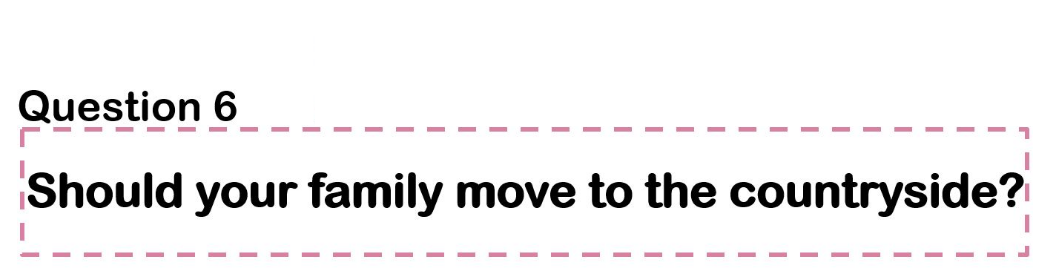 Question 6
Should your family move to the countryside?